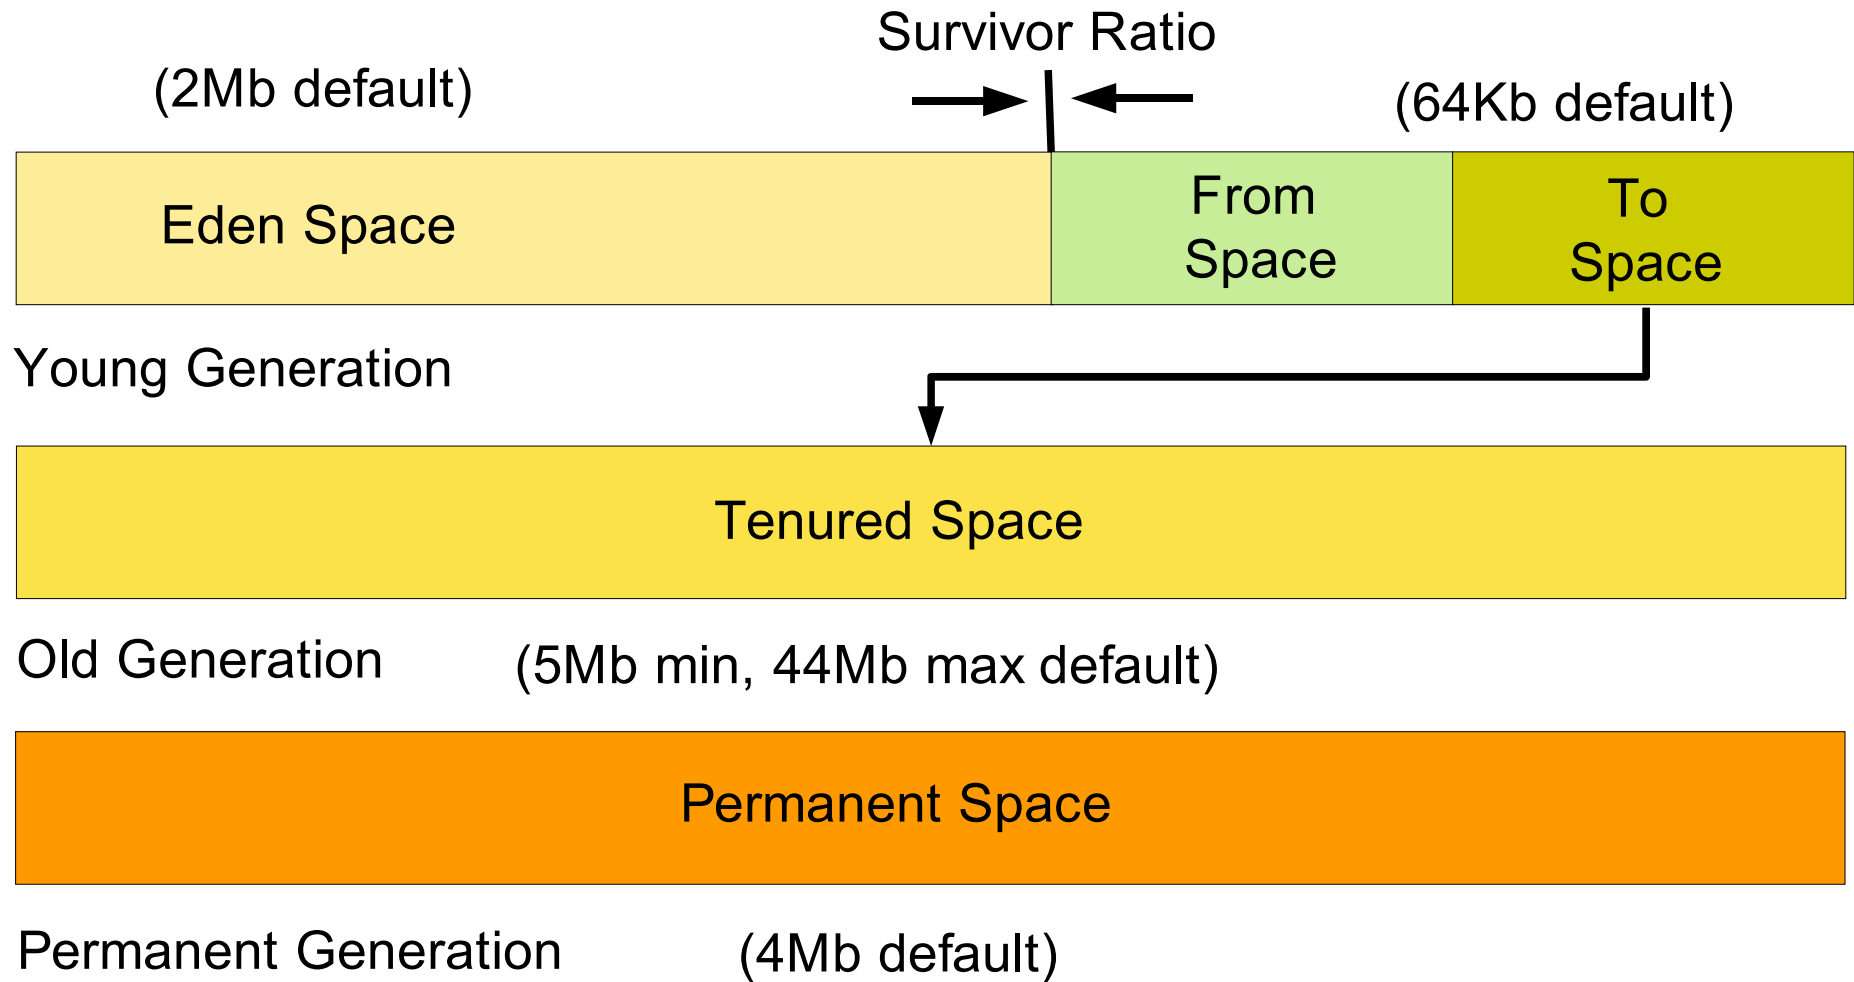 Survivor Ratio
(2Mb default)
(64Kb default)
Eden Space
From
Space
To
Space
Young Generation
Tenured Space
Old Generation
(5Mb min, 44Mb max default)
Permanent Space
Permanent Generation
(4Mb default)